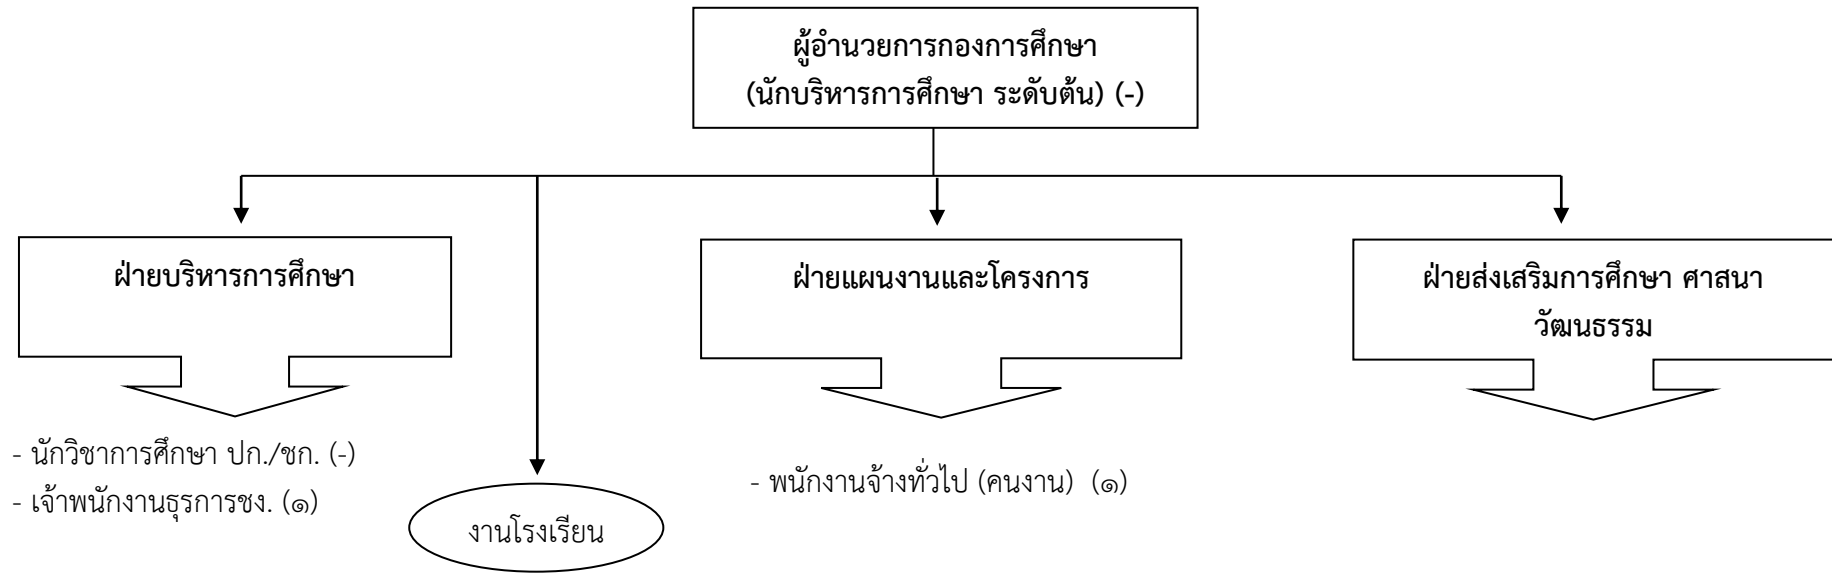 ผู้อำนวยการกองการศึกษา
(นักบริหารการศึกษา ระดับต้น) (-)
ฝ่ายบริหารการศึกษา
ฝ่ายแผนงานและโครงการ
ฝ่ายส่งเสริมการศึกษา ศาสนา
วัฒนธรรม
- นักวิชาการศึกษา ปก./ชก. (-)
- เจ้าพนักงานธุรการชง. (๑)
- พนักงานจ้างทั่วไป (คนงาน) (๑)
งานโรงเรียน